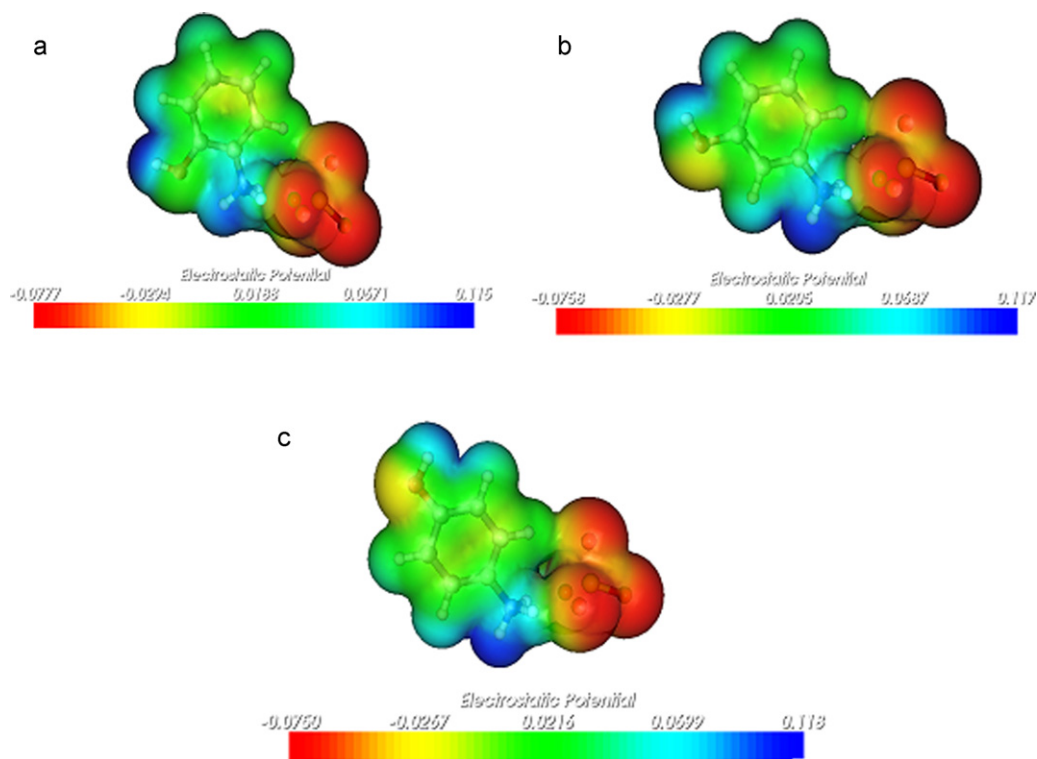 a
b
Electrostatic Potential
-0.0777 -0.0294 0.0188 0.0671 0.115
Electrostatic Potential
-0.0758 -0.0277 0.0205 0.0687 0.117
c
Electrostatic Potential
-0.0750 -0.0267 0.0216 0.0699 0.118